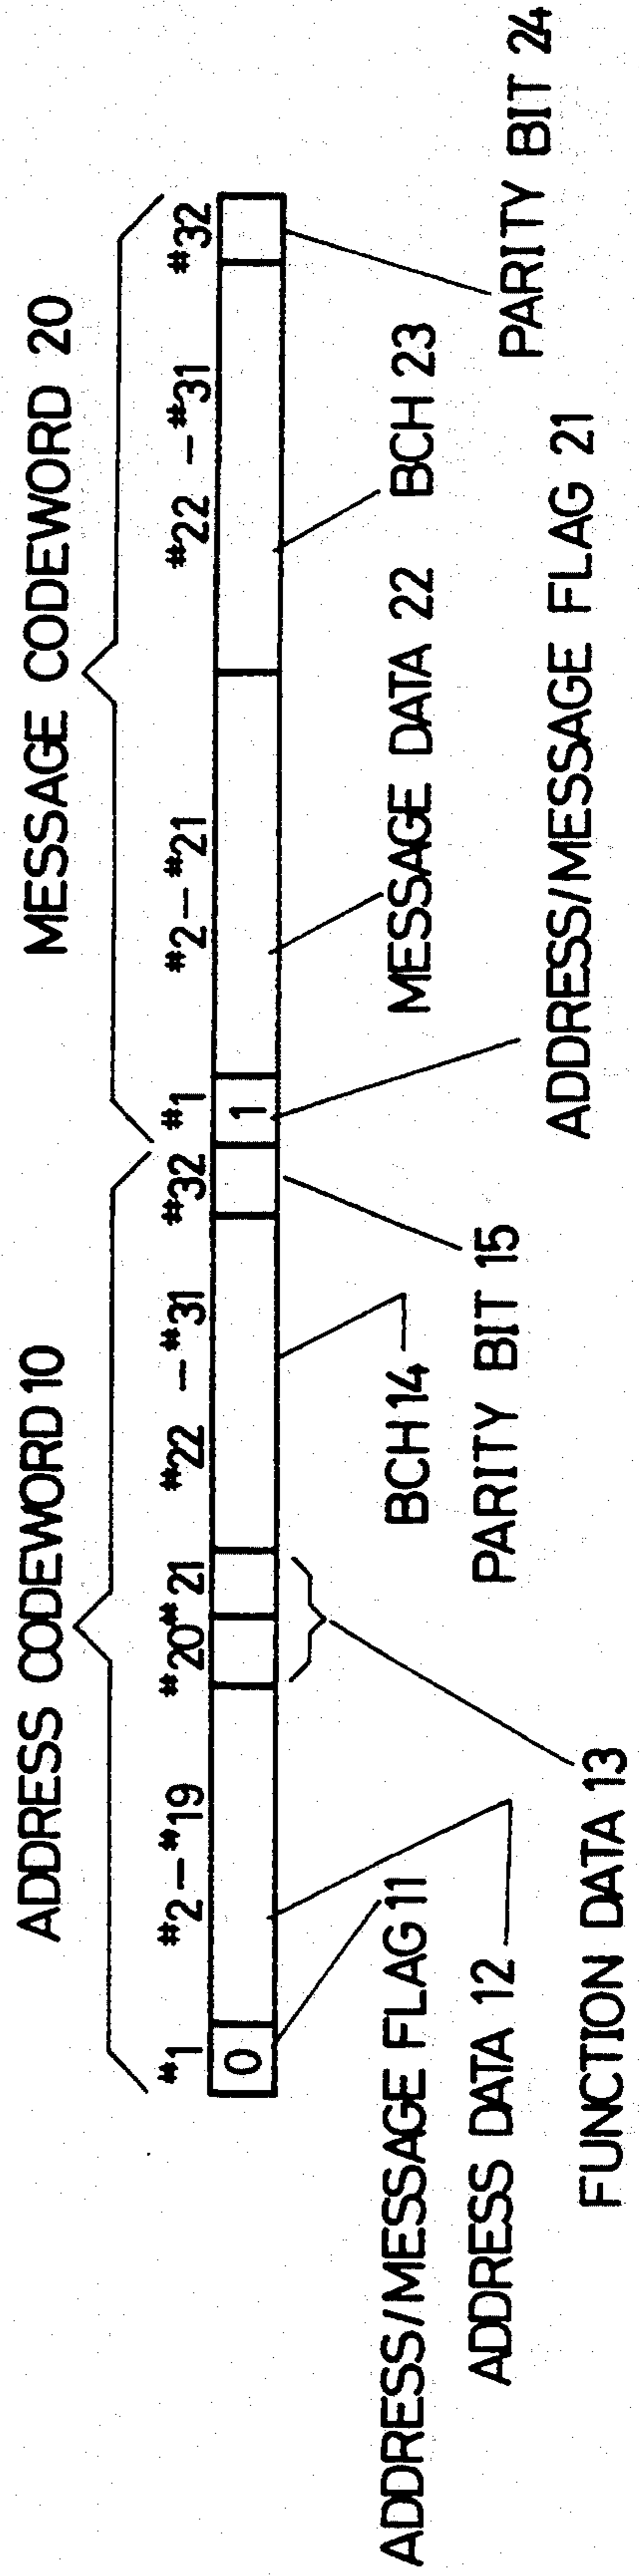 ADDRESS CODEWORD 10
MESSAGE CODEWORD 20
#1 #2–#19 #20 #21 #22 –#31 #32 #1 #2–#21 #22 –#31 #32
0 1
ADDRESS/MESSAGE FLAG 11
BCH 14
MESSAGE DATA 22
BCH 23
ADDRESS DATA 12
PARITY BIT 15
PARITY BIT 24
ADDRESS/MESSAGE FLAG 21
FUNCTION DATA 13